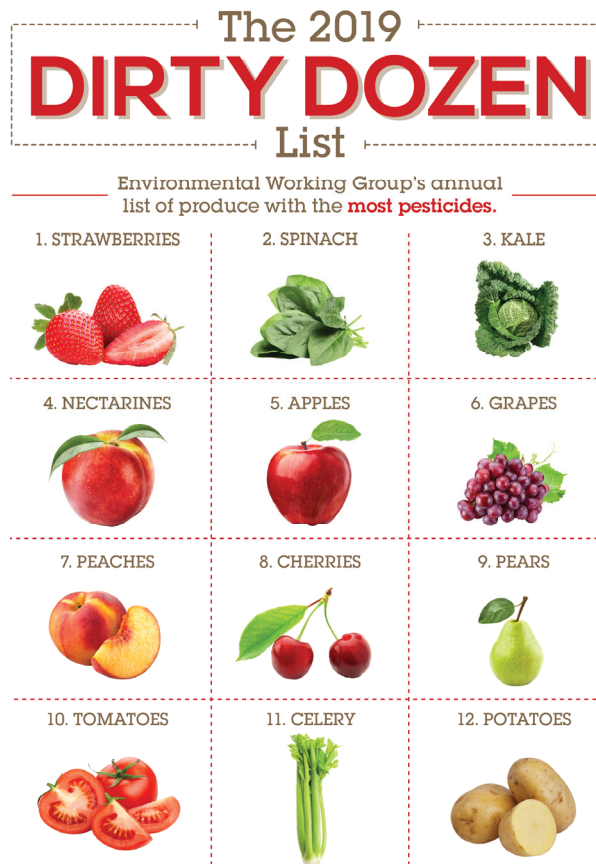 The 2019
DIRTY DOZEN
List
Environmental Working Group's annual
list of produce with the most pesticides.
1. STRAWBERRIES
2. SPINACH
3. KALE
4. NECTARINES
5. APPLES
6. GRAPES
7. PEACHES
8. CHERRIES
9. PEARS
10. TOMATOES
11. CELERY
12. POTATOES